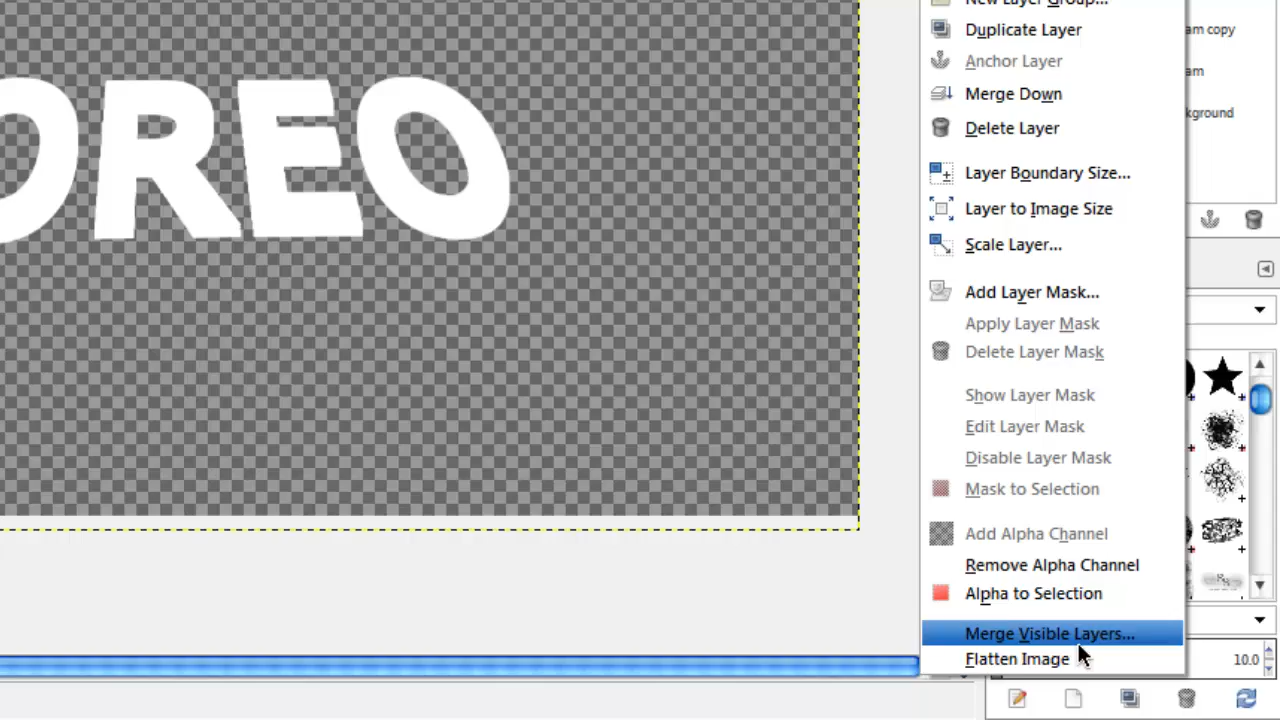 OREO
New Layer Group...
Duplicate Layer
Anchor Layer
Merge Down
Delete Layer
Layer Boundary Size...
Layer to Image Size
Scale Layer...
Add Layer Mask...
Apply Layer Mask
Delete Layer Mask
Show Layer Mask
Edit Layer Mask
Disable Layer Mask
Mask to Selection
Add Alpha Channel
Remove Alpha Channel
Alpha to Selection
Merge Visible Layers...
Flatten Image
am copy
am
kground
10.0